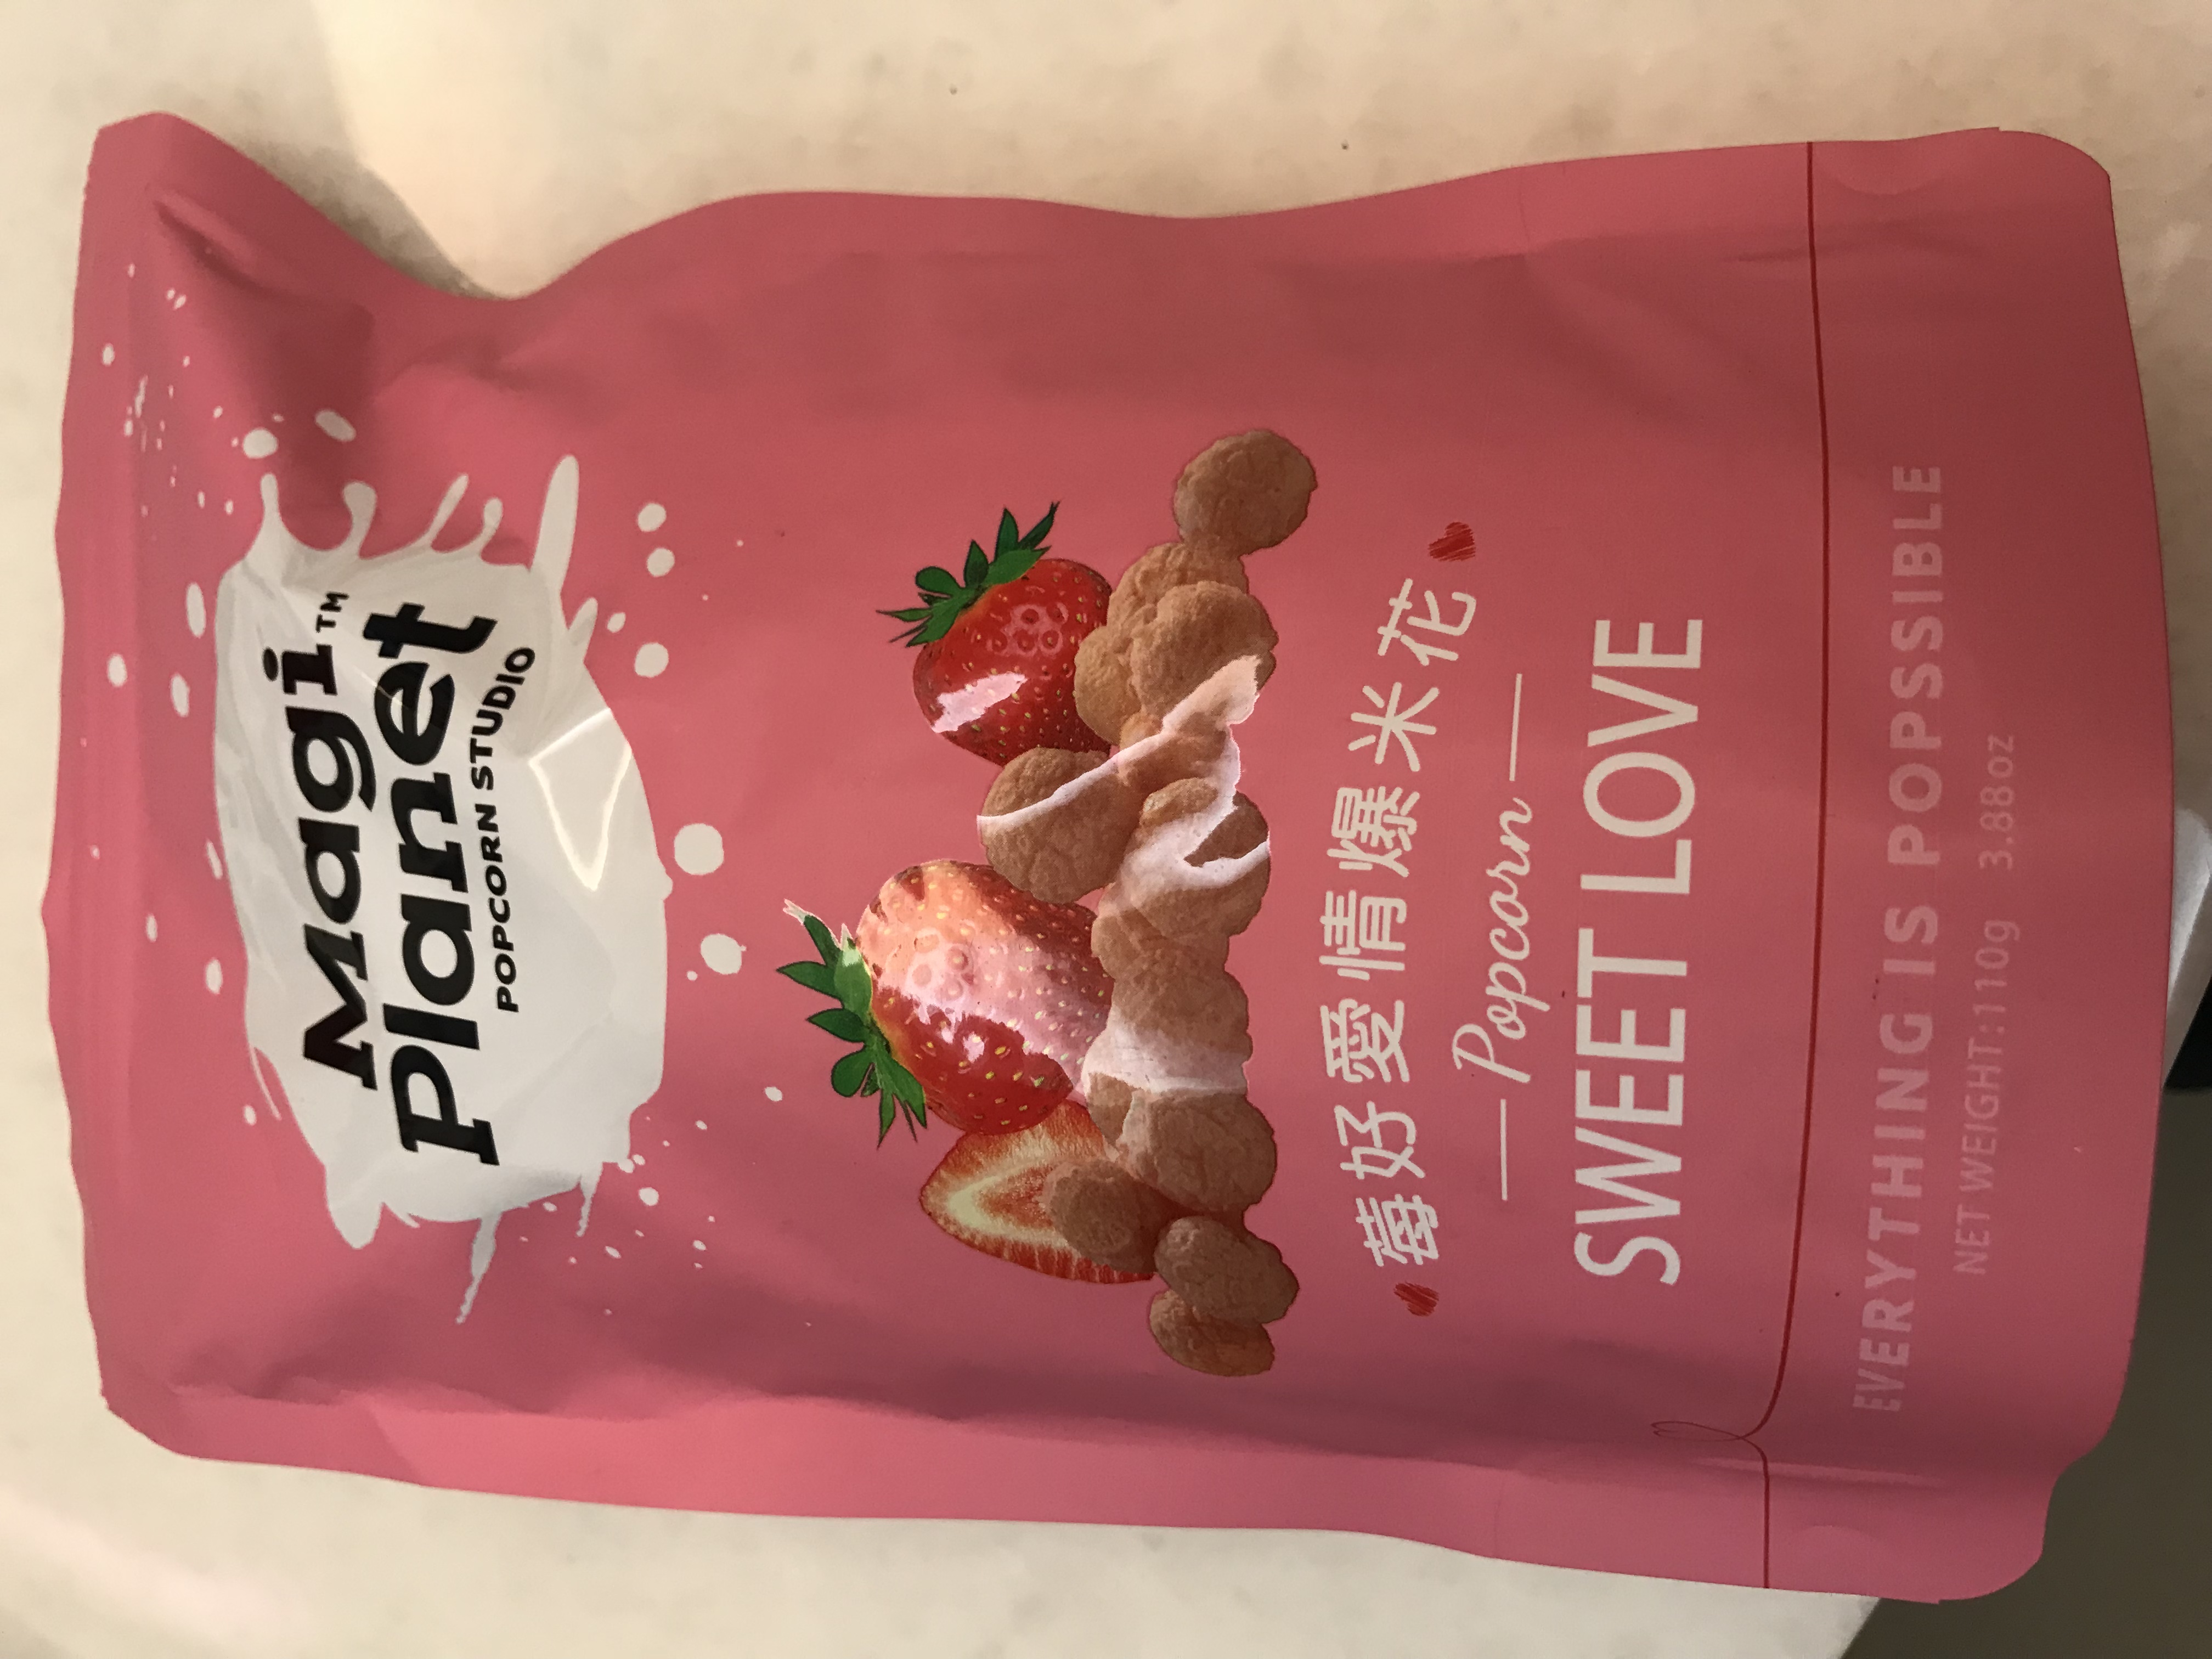 Magi™
Planet
POPCORN STUDIO
莓好愛情爆米花
Popcorn
SWEET LOVE
EVERYTHING IS POPSSIBLE
NET WEIGHT:110g 3.88oz